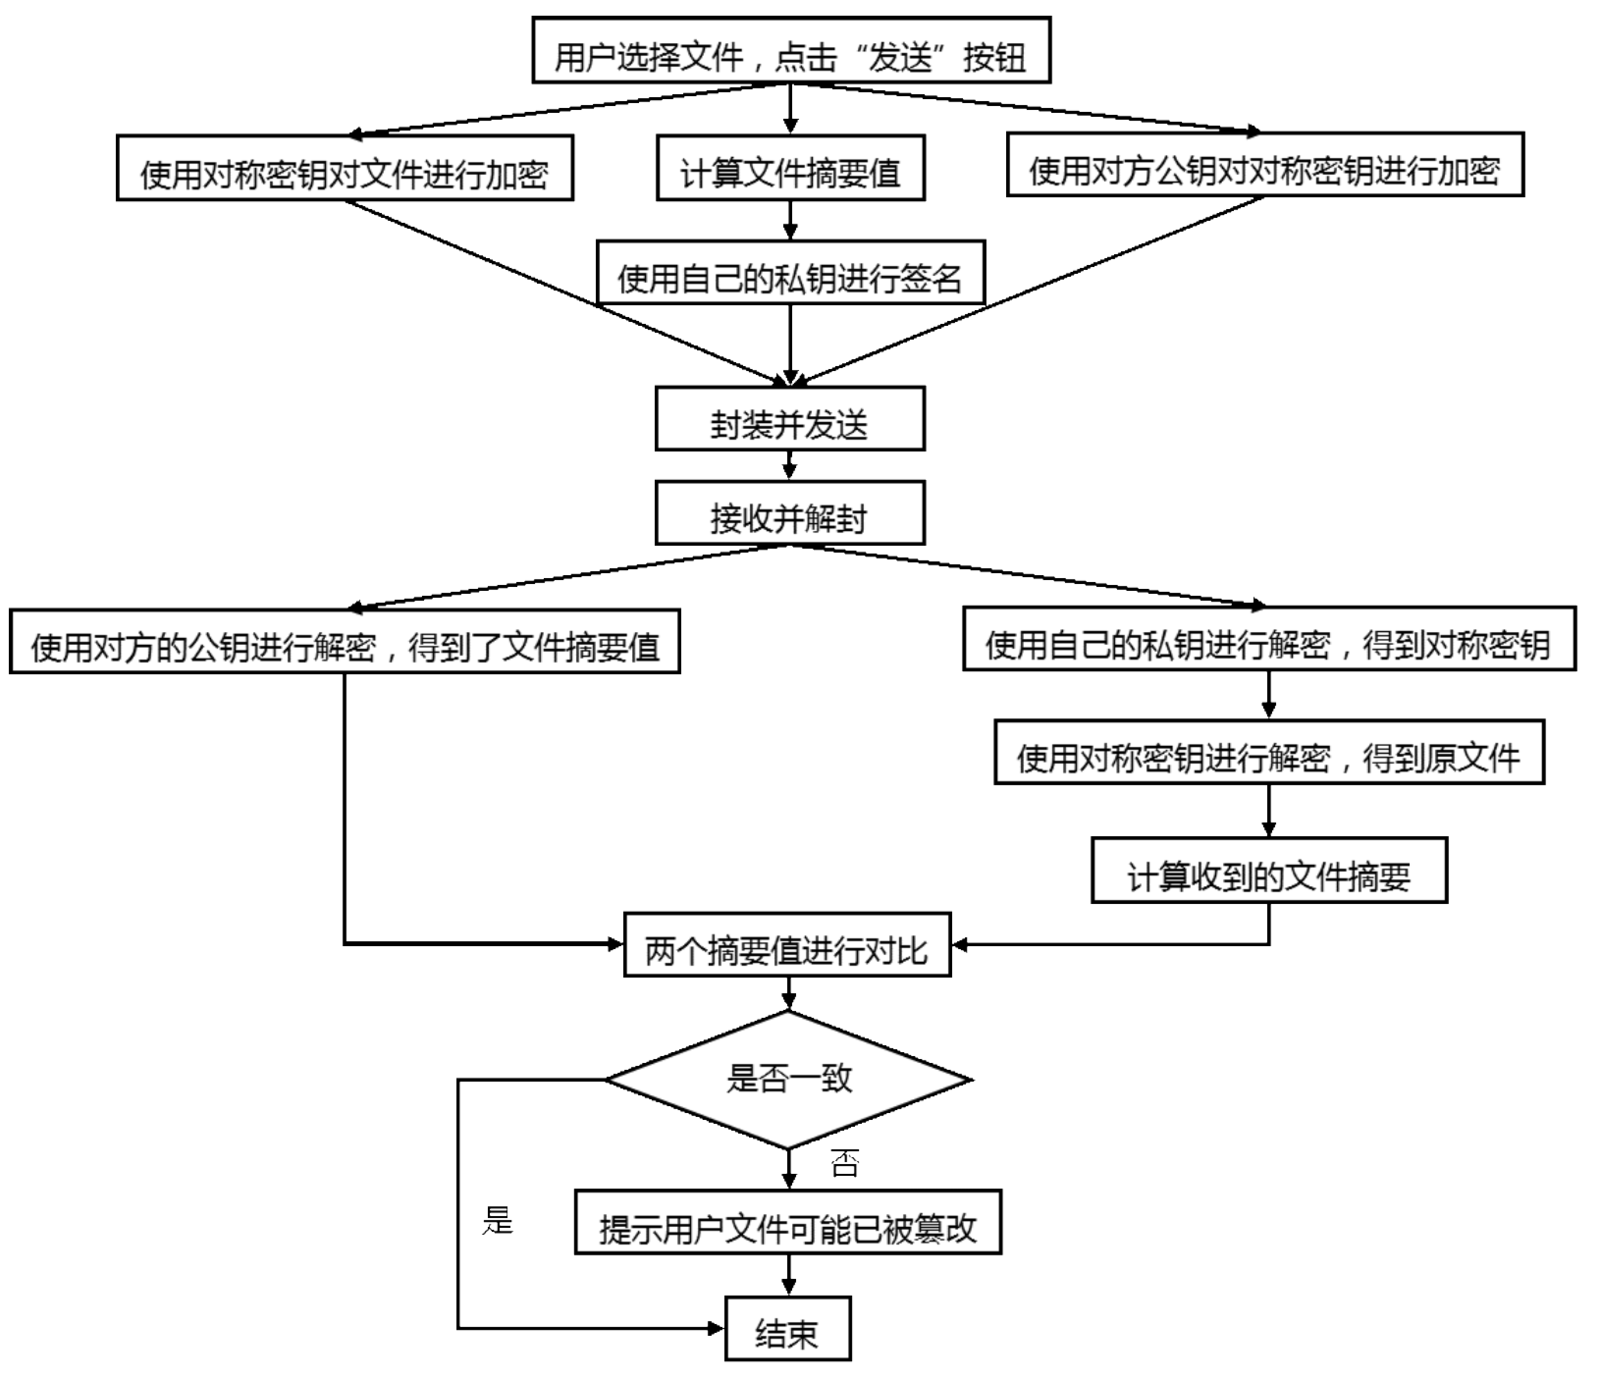 用户选择文件，点击“发送”按钮
使用对称密钥对文件进行加密
计算文件摘要值
使用对方公钥对对称密钥进行加密
使用自己的私钥进行签名
封装并发送
接收并解封
使用对方的公钥进行解密，得到了文件摘要值
使用自己的私钥进行解密，得到对称密钥
使用对称密钥进行解密，得到原文件
计算收到的文件摘要
两个摘要值进行对比
是否一致
否
是
提示用户文件可能已被篡改
结束